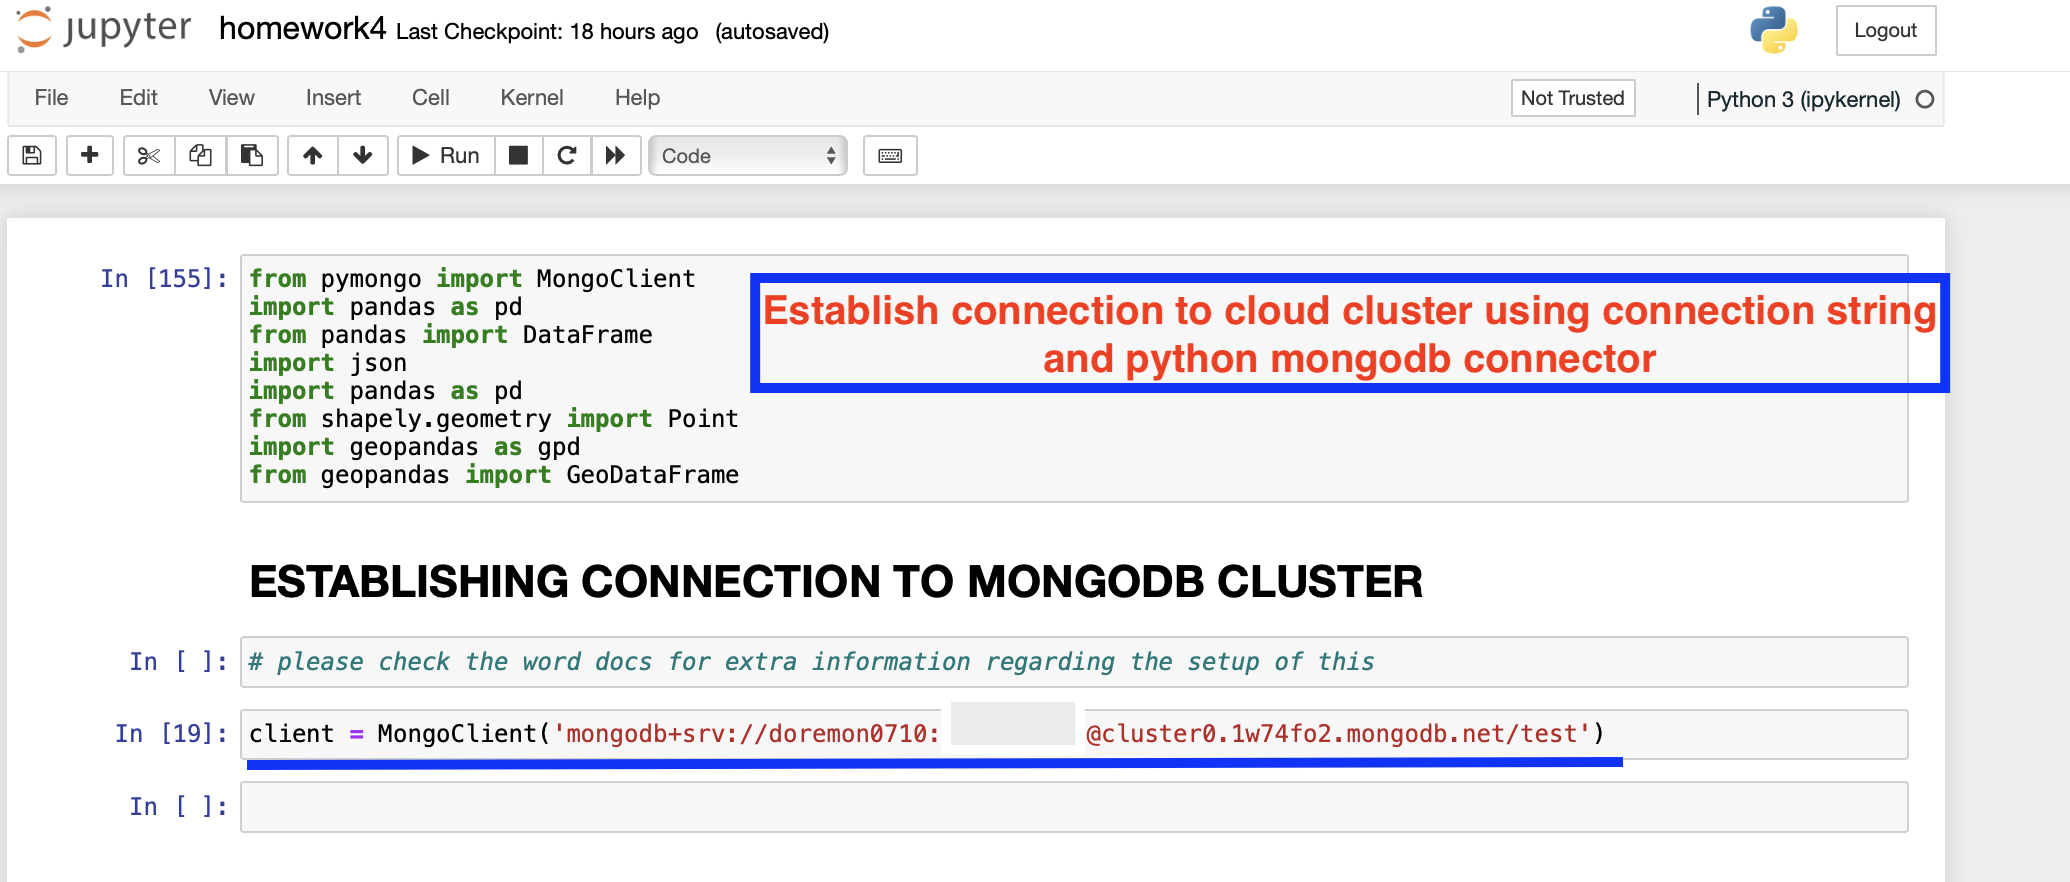 jupyter homework4 Last Checkpoint: 18 hours ago (autosaved) Logout
File Edit View Insert Cell Kernel Help Not Trusted Python 3 (ipykernel)
Run Code
In [155]: from pymongo import MongoClient
import pandas as pd
from pandas import DataFrame
import json
import pandas as pd
from shapely.geometry import Point
import geopandas as gpd
from geopandas import GeoDataFrame
Establish connection to cloud cluster using connection string
and python mongodb connector
ESTABLISHING CONNECTION TO MONGODB CLUSTER
In [ ]: # please check the word docs for extra information regarding the setup of this
In [19]: client = MongoClient('mongodb+srv://doremon0710: @cluster0.1w74fo2.mongodb.net/test')
In [ ]: